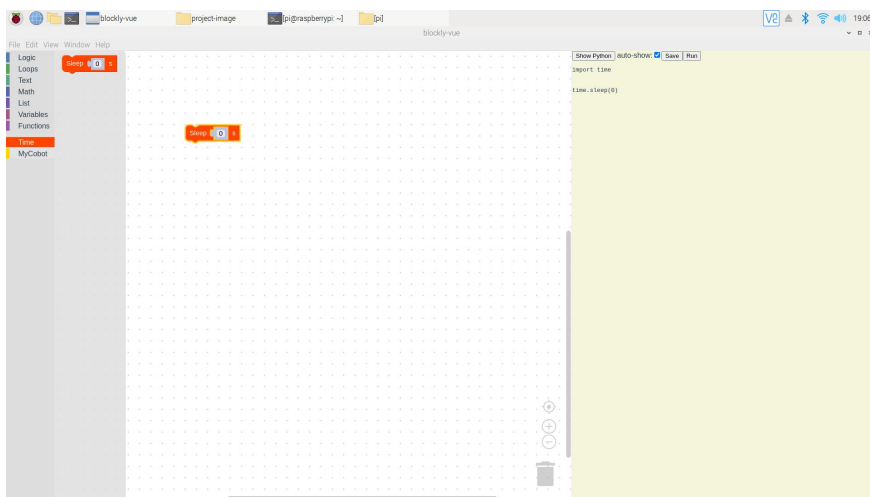 blockly-vue project-image [pi@raspberrypi: ~] [pi] V2 19:06
blockly-vue
File Edit View Window Help
Logic
Loops
Text
Math
List
Variables
Functions
Time
MyCobot
Sleep 0 s
Sleep 0 s
Show Python auto-show: Save Run
import time
time.sleep(0)